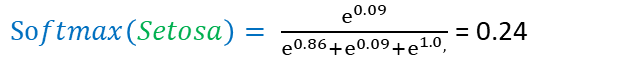 Softmax(Setosa) = e^0.09 / e^0.86+e^0.09+e^1.0, = 0.24